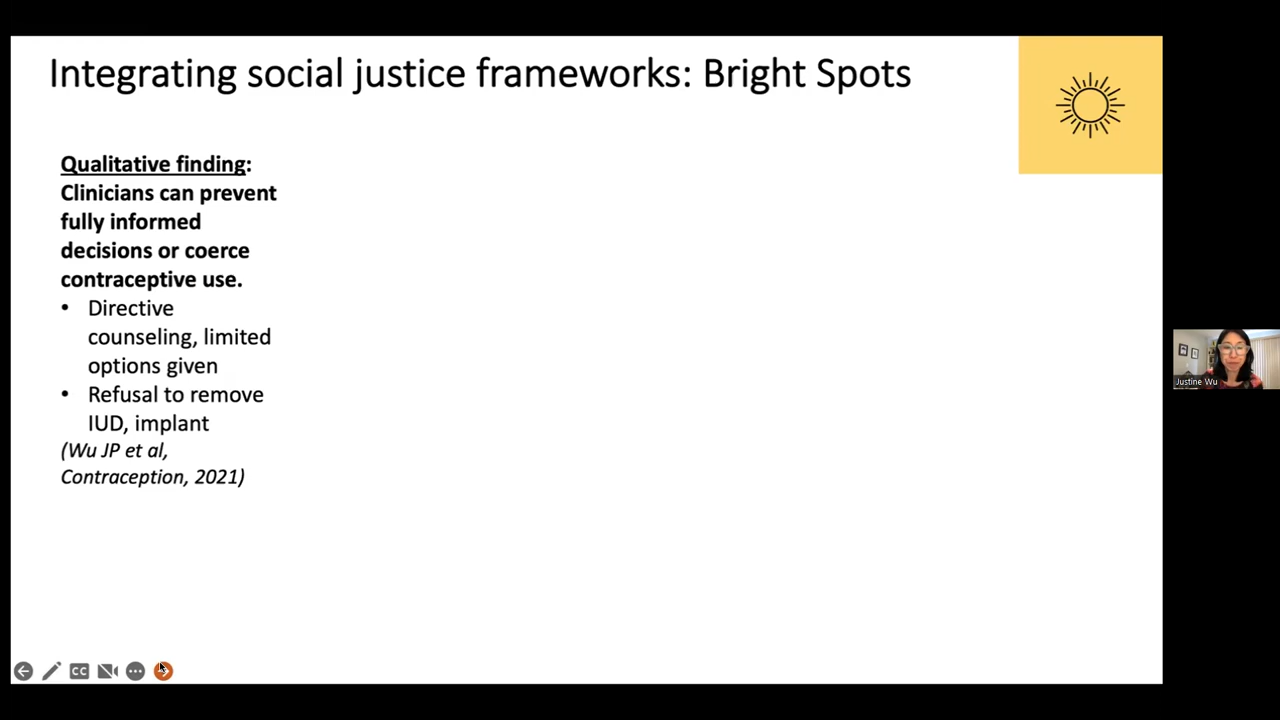 Integrating social justice frameworks: Bright Spots
Qualitative finding:
Clinicians can prevent
fully informed
decisions or coerce
contraceptive use.
• Directive
counseling, limited
options given
• Refusal to remove
IUD, implant
(Wu JP et al,
Contraception, 2021)
Justine Wu
CC